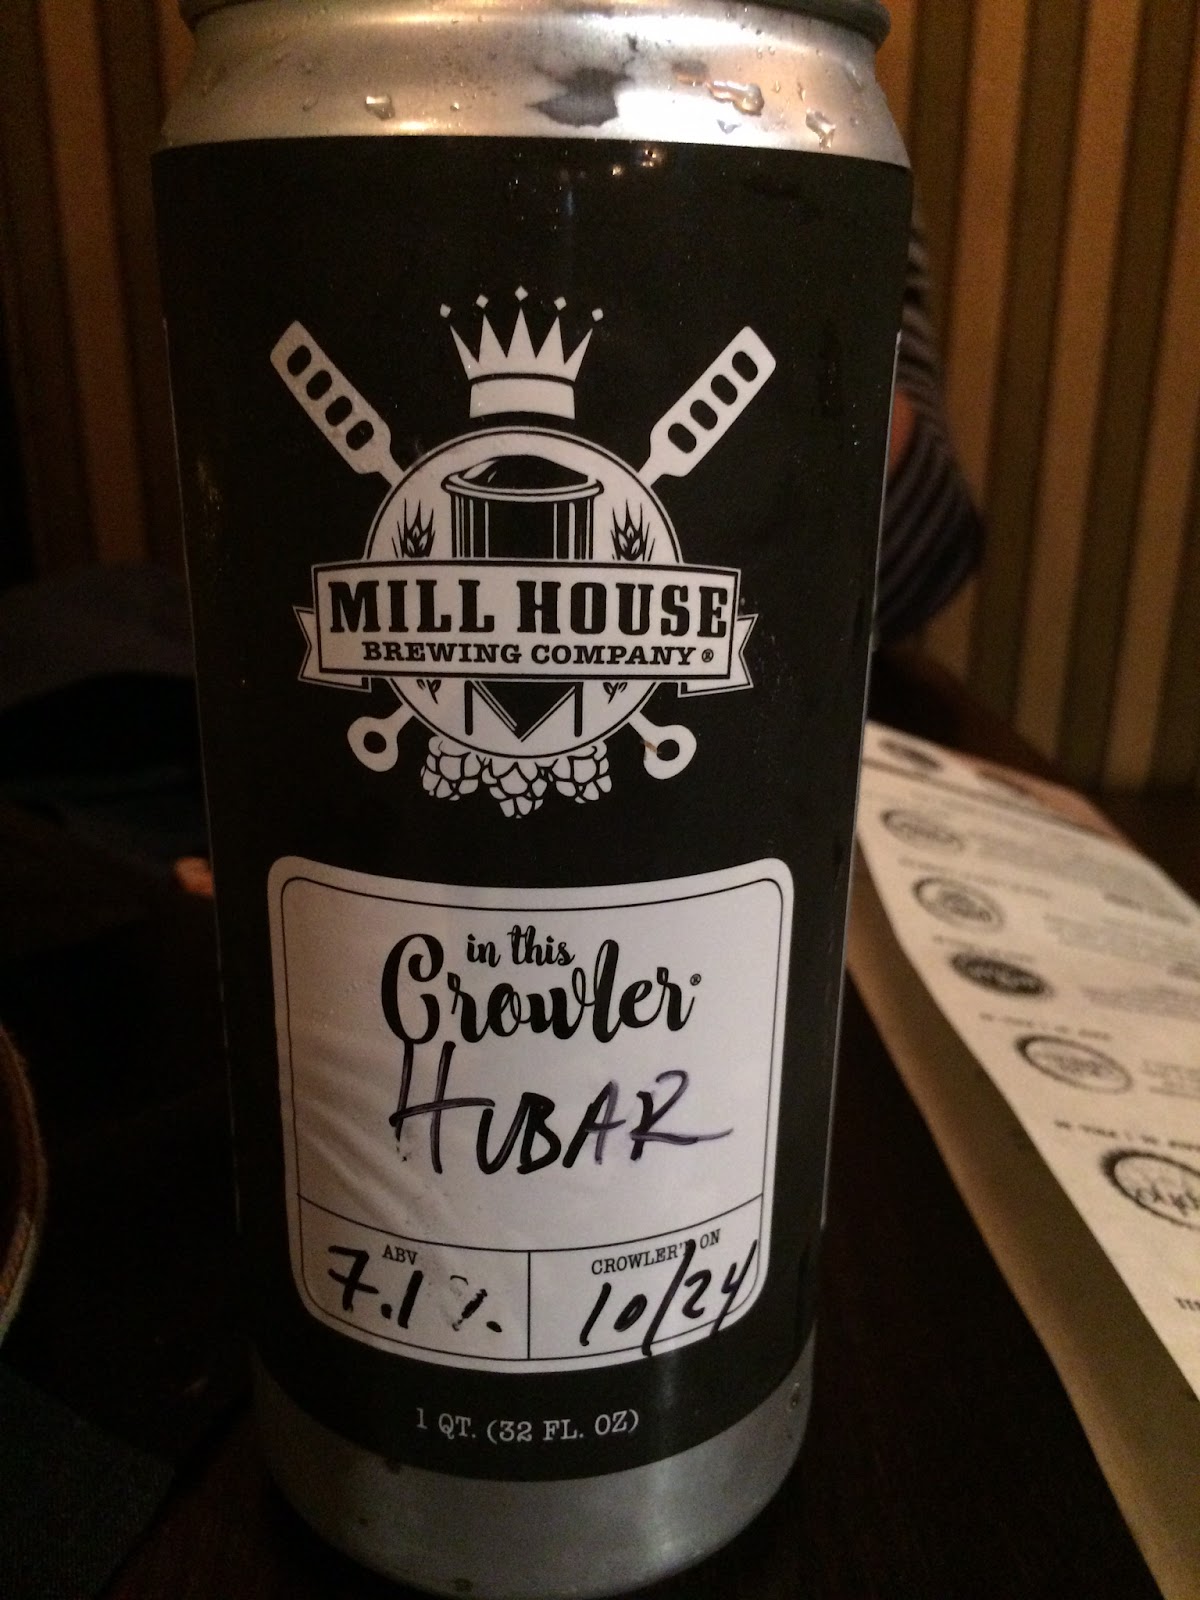 MILL HOUSE
BREWING COMPANY®
in this
Crowler®
HUBAR
ABV
7.1%
CROWLER'D ON
10/24
1 QT. (32 FL. OZ)